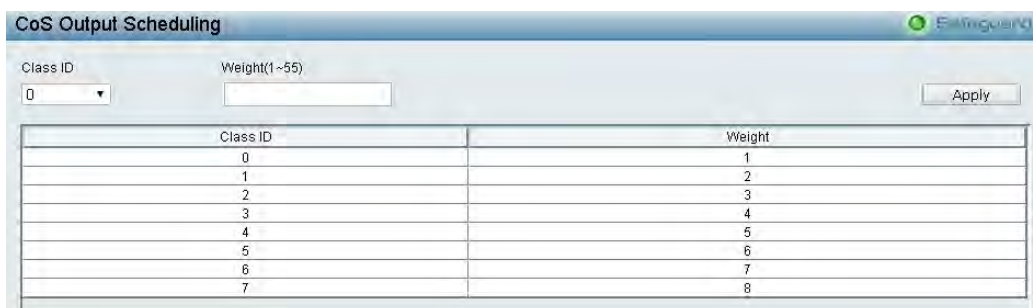 CoS Output Scheduling
Class ID Weight(1~55)
0
Apply
Class ID Weight
0 1
1 2
2 3
3 4
4 5
5 6
6 7
7 8